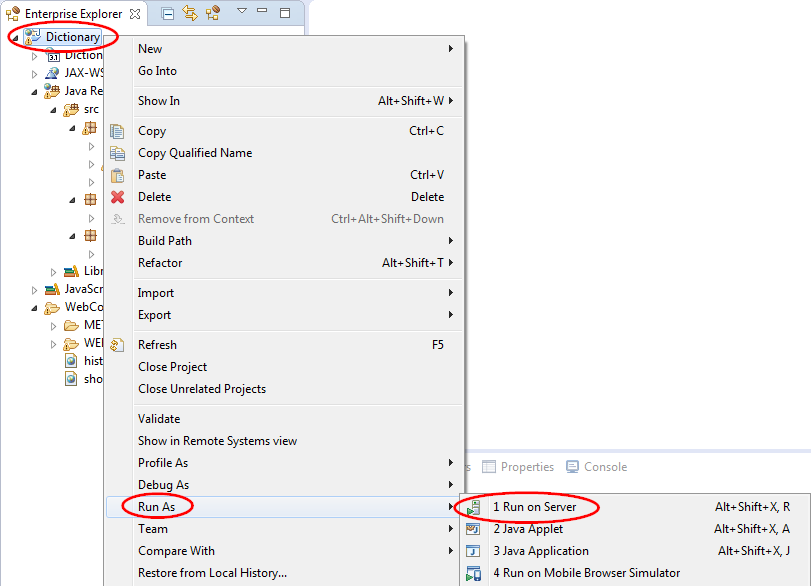 Enterprise Explorer
Dictionary
Diction
3.1
JAX-WS
Java Re
src
Libr
JavaScr
WebCo
MET
WEI
hist
sho
New
Go Into
Show In Alt+Shift+W
Copy Ctrl+C
Copy Qualified Name
Paste Ctrl+V
Delete Delete
Remove from Context Ctrl+Alt+Shift+Down
Build Path
Refactor Alt+Shift+T
Import
Export
Refresh F5
Close Project
Close Unrelated Projects
Validate
Show in Remote Systems view
Profile As
Debug As
Run As
Team
Compare With
Restore from Local History...
s Properties Console
1 Run on Server Alt+Shift+X, R
2 Java Applet Alt+Shift+X, A
3 Java Application Alt+Shift+X, J
4 Run on Mobile Browser Simulator